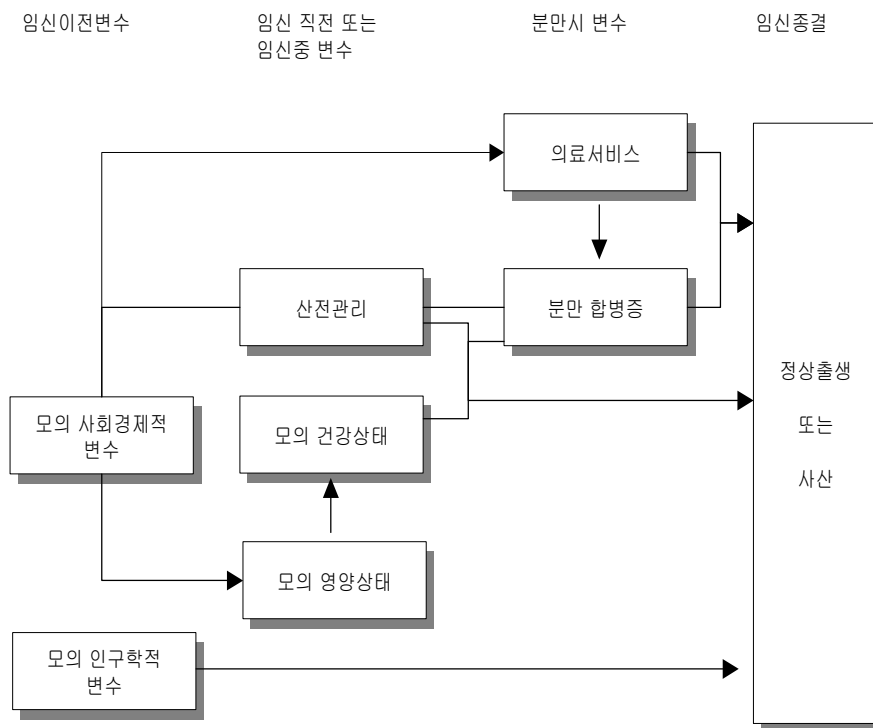 임신이전변수
임신 직전 또는
임신중 변수
분만시 변수
임신종결
의료서비스
산전관리
분만 합병증
모의 사회경제적
변수
모의 건강상태
정상출생
또는
사산
모의 영양상태
모의 인구학적
변수